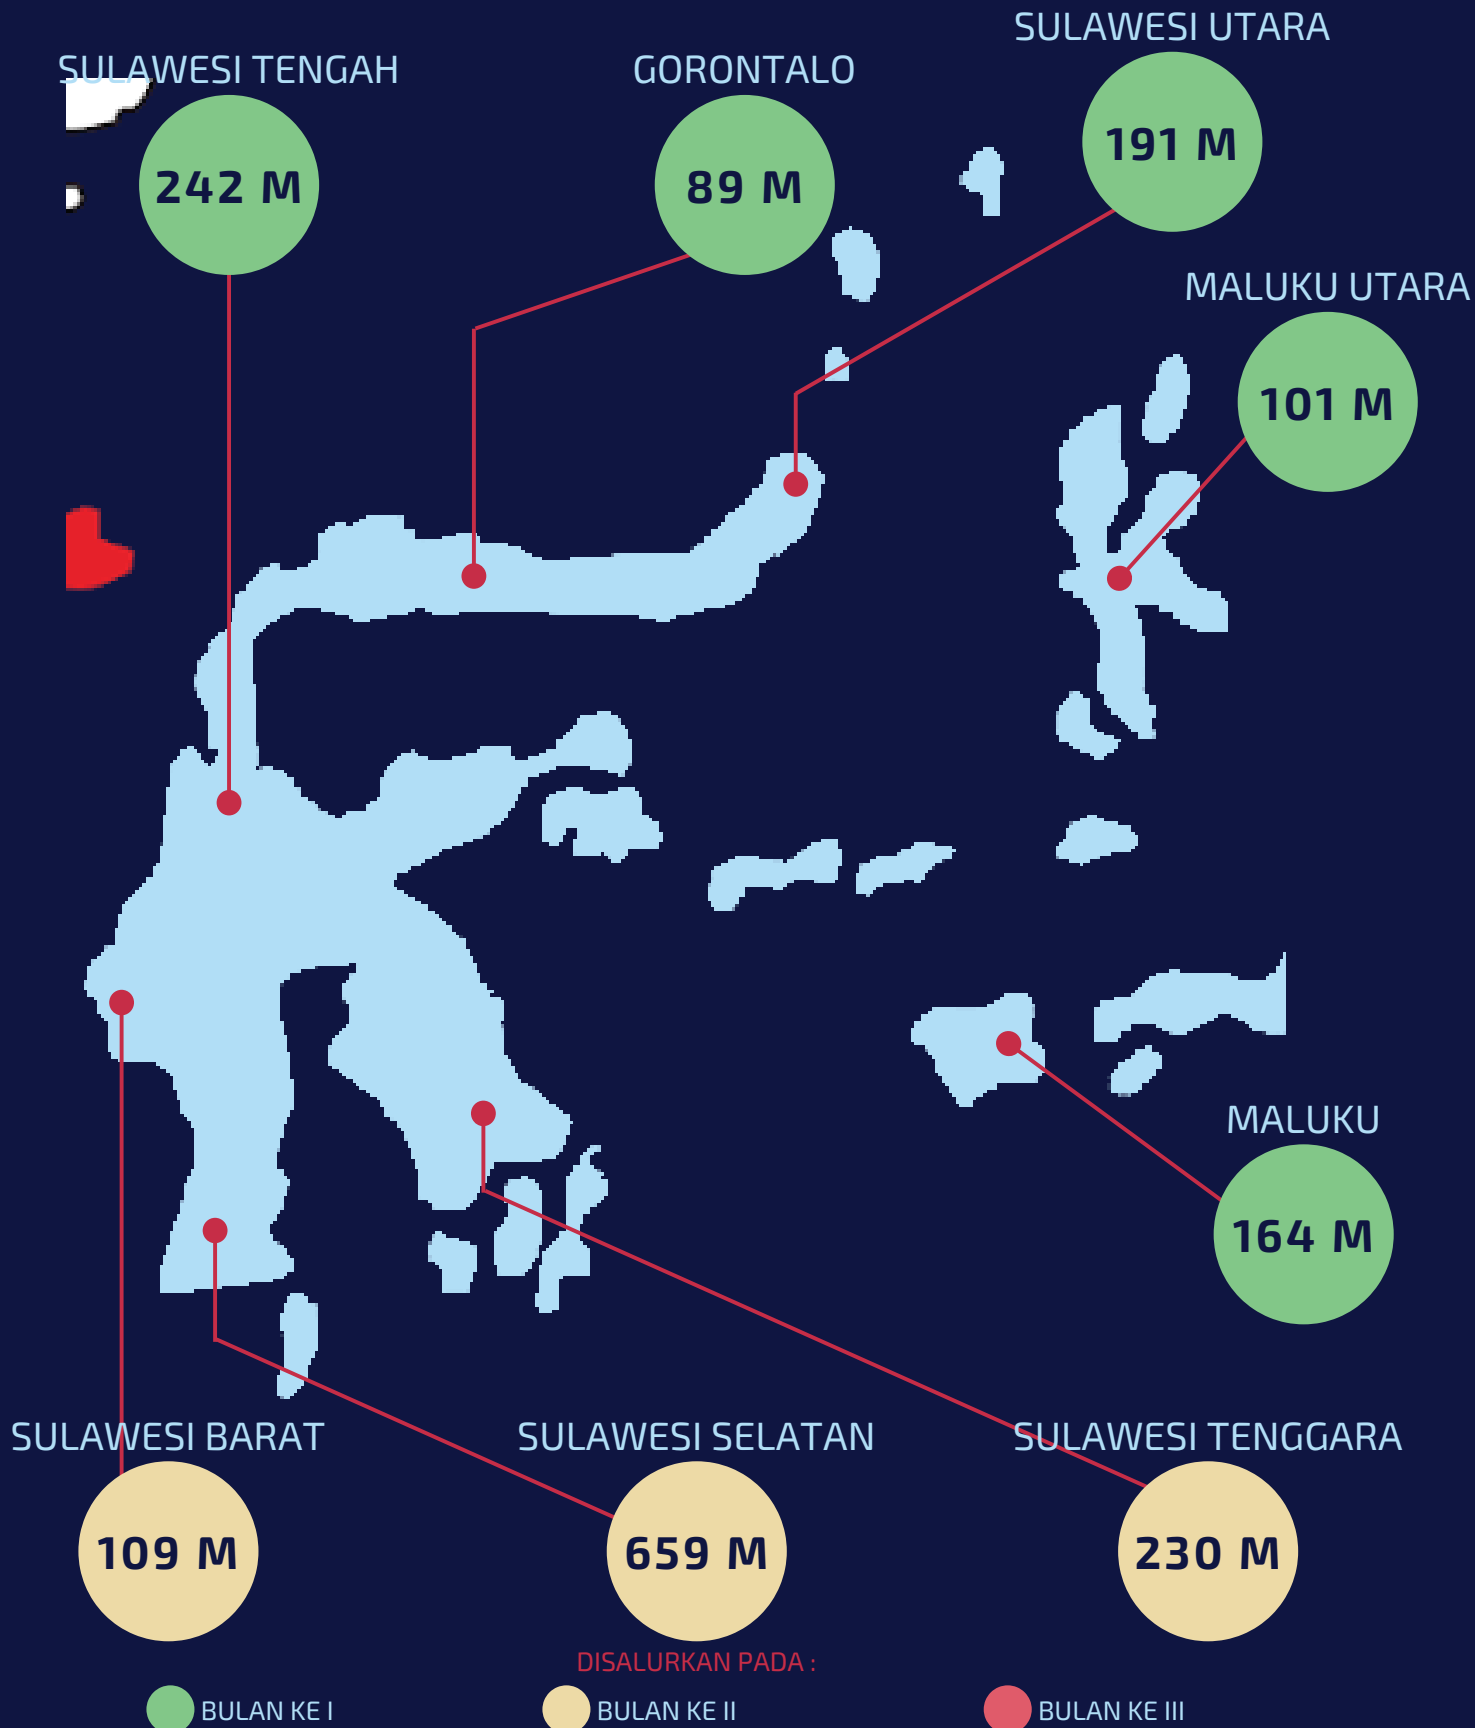 SULAWESI UTARA
SULAWESI TENGAH
GORONTALO
191 M
242 M
89 M
MALUKU UTARA
101 M
MALUKU
164 M
SULAWESI BARAT
SULAWESI SELATAN
SULAWESI TENGGARA
109 M
659 M
230 M
DISALURKAN PADA :
BULAN KE I
BULAN KE II
BULAN KE III